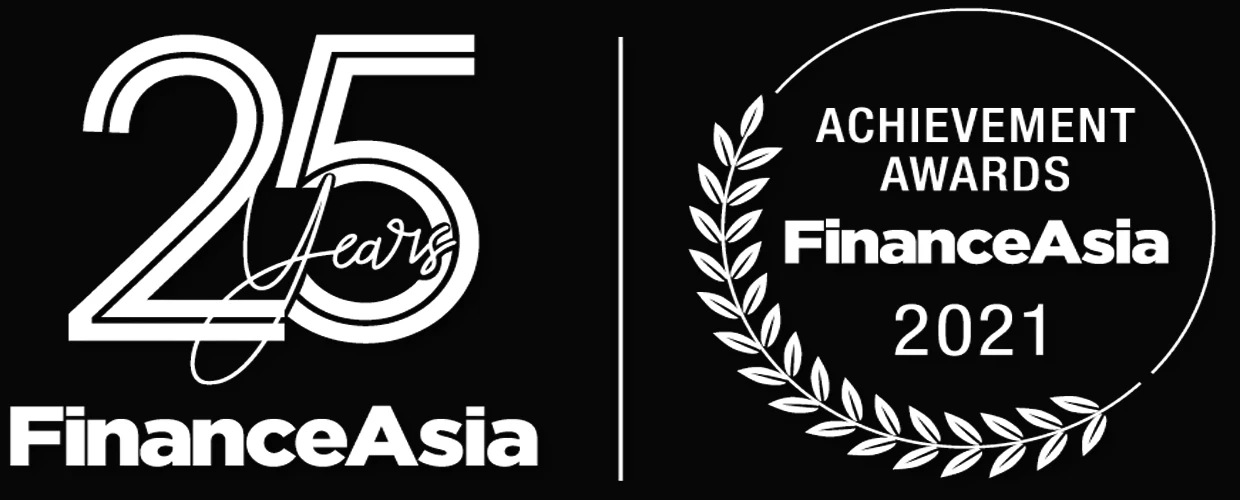 25
Years
FinanceAsia
ACHIEVEMENT
AWARDS
FinanceAsia
2021